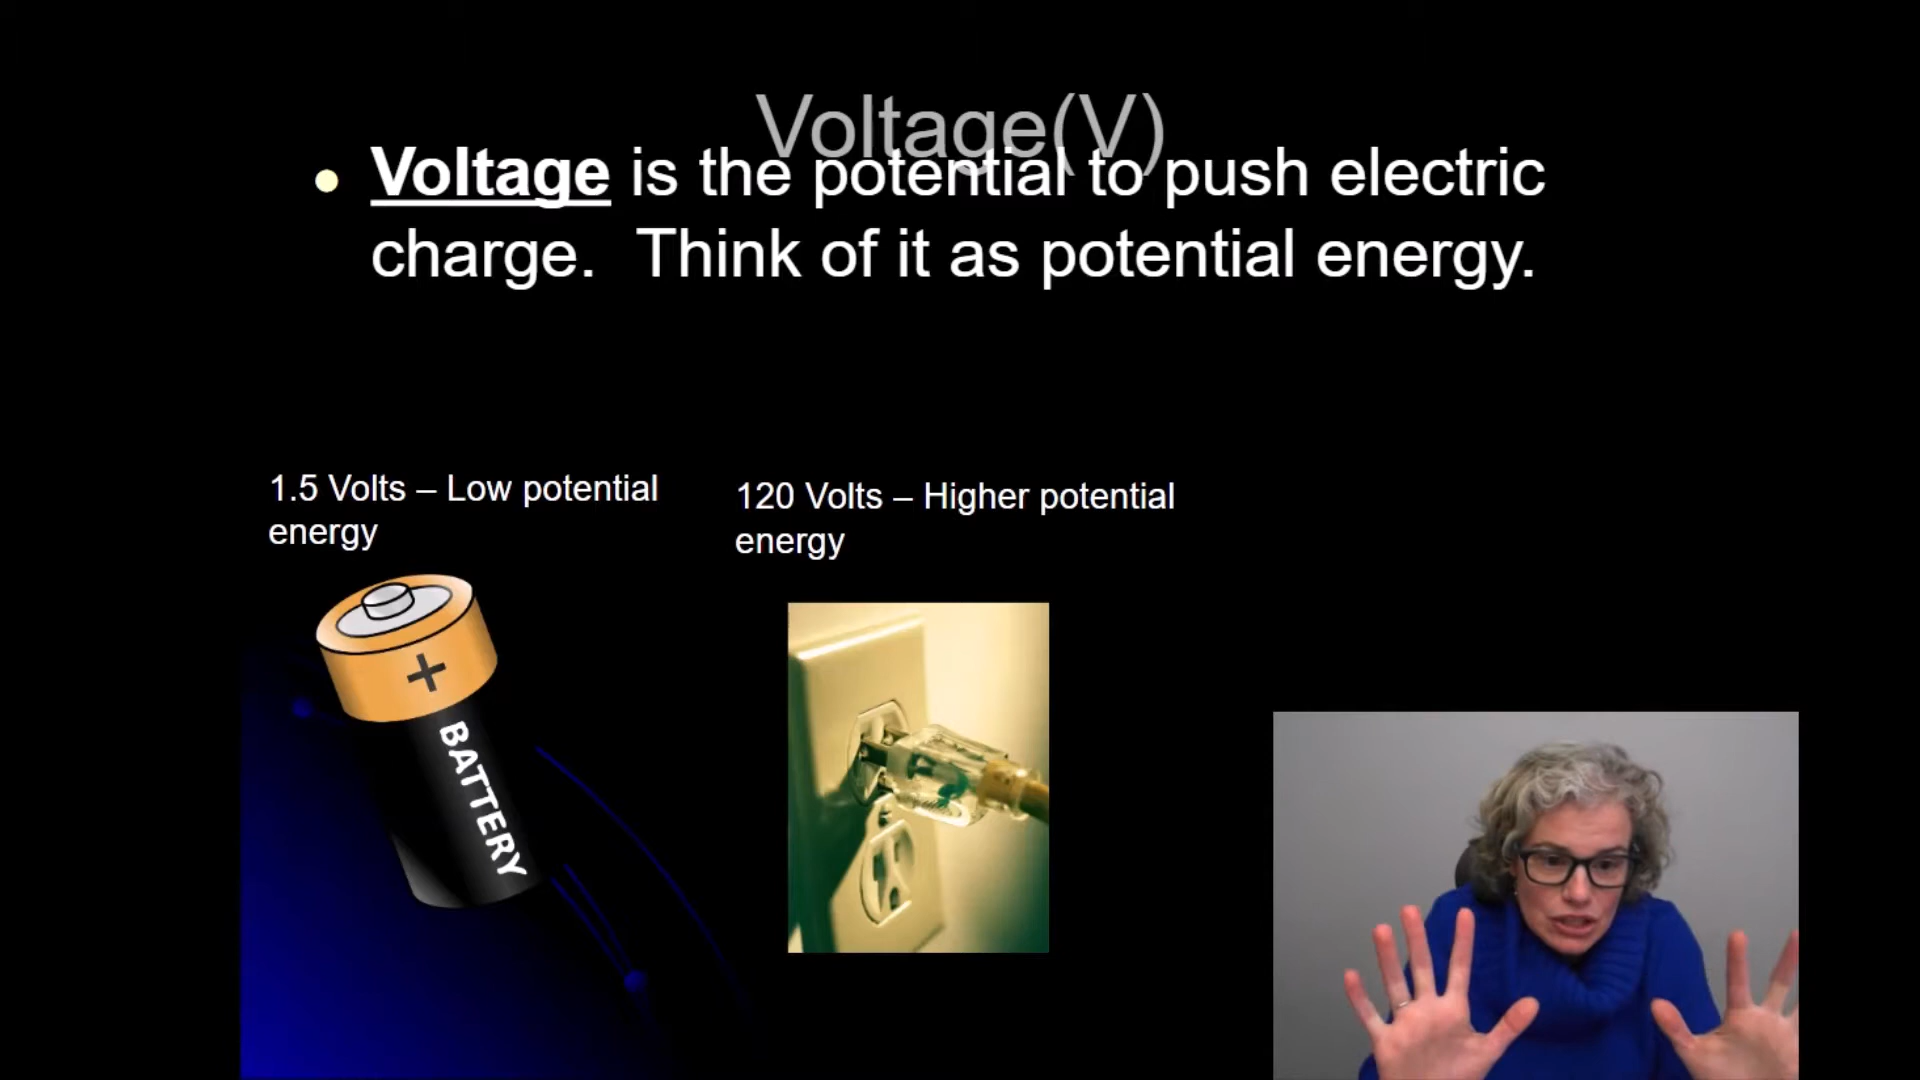 Voltage(V)
• Voltage is the potential to push electric
charge.  Think of it as potential energy.
1.5 Volts – Low potential
energy
120 Volts – Higher potential
energy
+
BATTERY